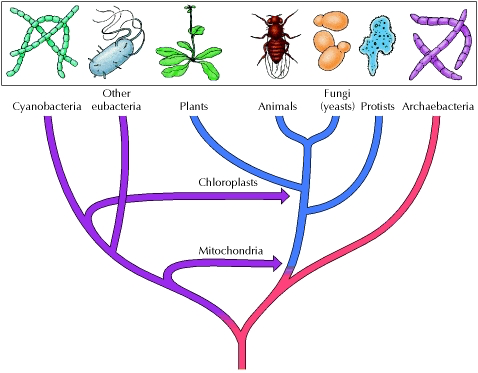 Cyanobacteria
Other
eubacteria
Plants
Animals
Fungi
(yeasts)
Protists
Archaebacteria
Chloroplasts
Mitochondria